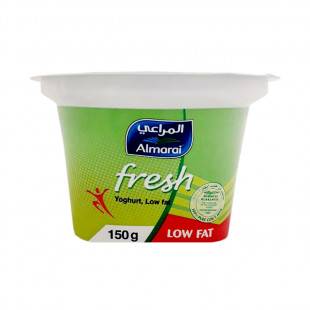 المراعي
Almarai
fresh
Yoghurt, Low fat
150g
LOW FAT